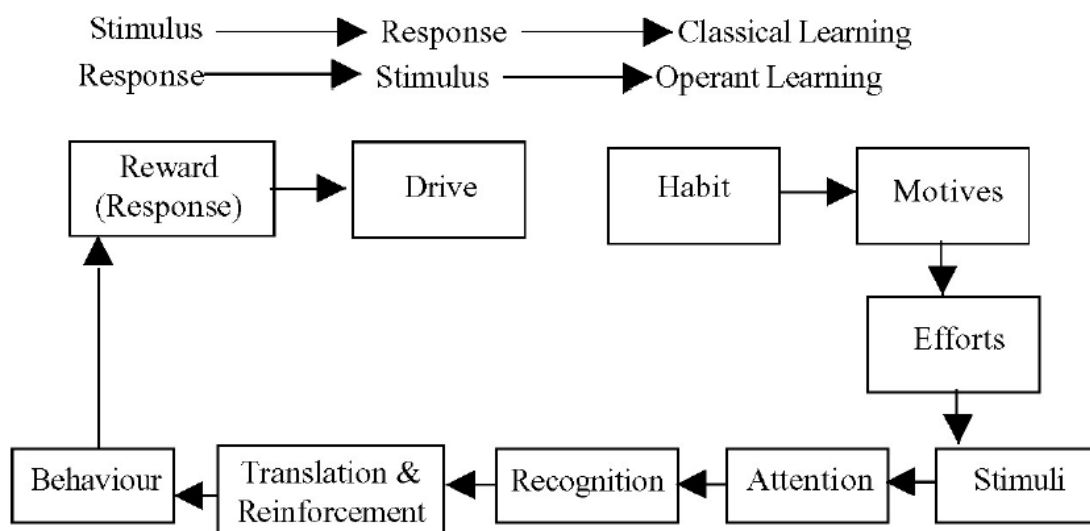 Stimulus Response Classical Learning
Response Stimulus Operant Learning
Reward
(Response)
Drive
Habit
Motives
Efforts
Stimuli
Attention
Recognition
Translation &
Reinforcement
Behaviour